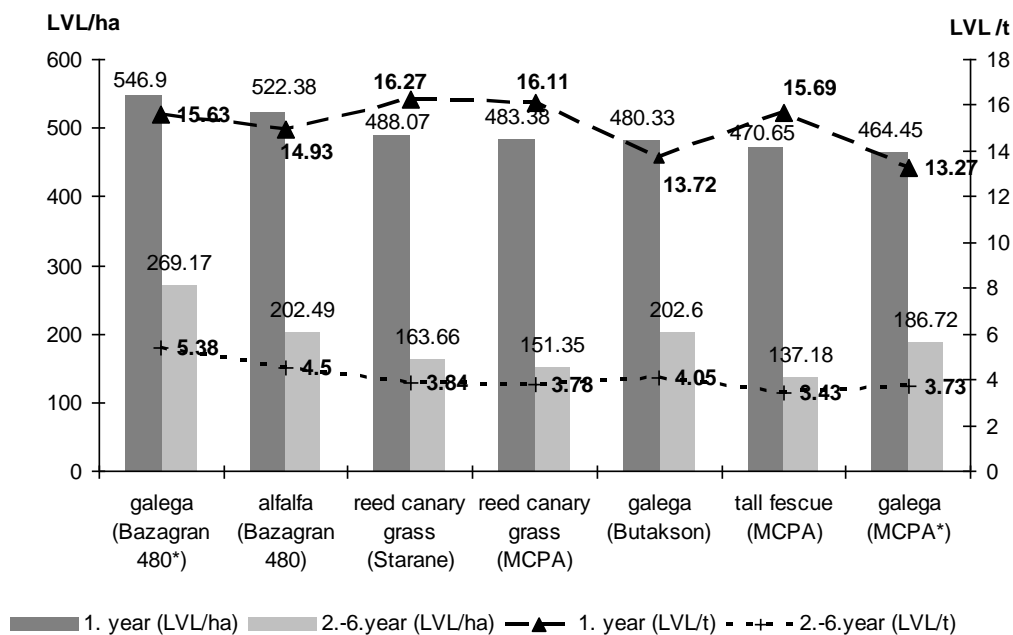 LVL/ha
LVL /t
600
500
400
300
200
100
0
18
16
14
12
10
8
6
4
2
0
546.9
522.38
488.07
483.38
480.33
470.65
464.45
15.63
14.93
16.27
16.11
13.72
15.69
13.27
269.17
202.49
163.66
151.35
202.6
137.18
186.72
5.38
4.5
3.84
3.78
4.05
3.43
3.73
galega
(Bazagran
480*)
alfalfa
(Bazagran
480)
reed canary
grass
(Starane)
reed canary
grass
(MCPA)
galega
(Butakson)
tall fescue
(MCPA)
galega
(MCPA*)
1. year (LVL/ha)
2.-6.year (LVL/ha)
1. year (LVL/t)
2.-6.year (LVL/t)